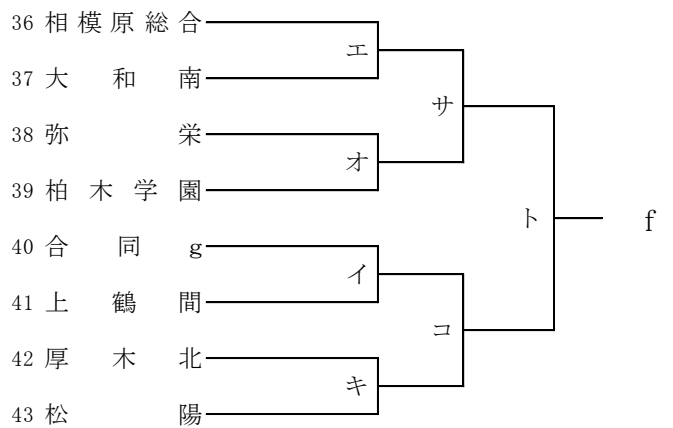 36 相模原総合
エ
37 大和南
サ
38 弥栄
オ
39 柏木学園
ト f
40 合同g
イ
41 上鶴間
コ
42 厚木北
キ
43 松陽